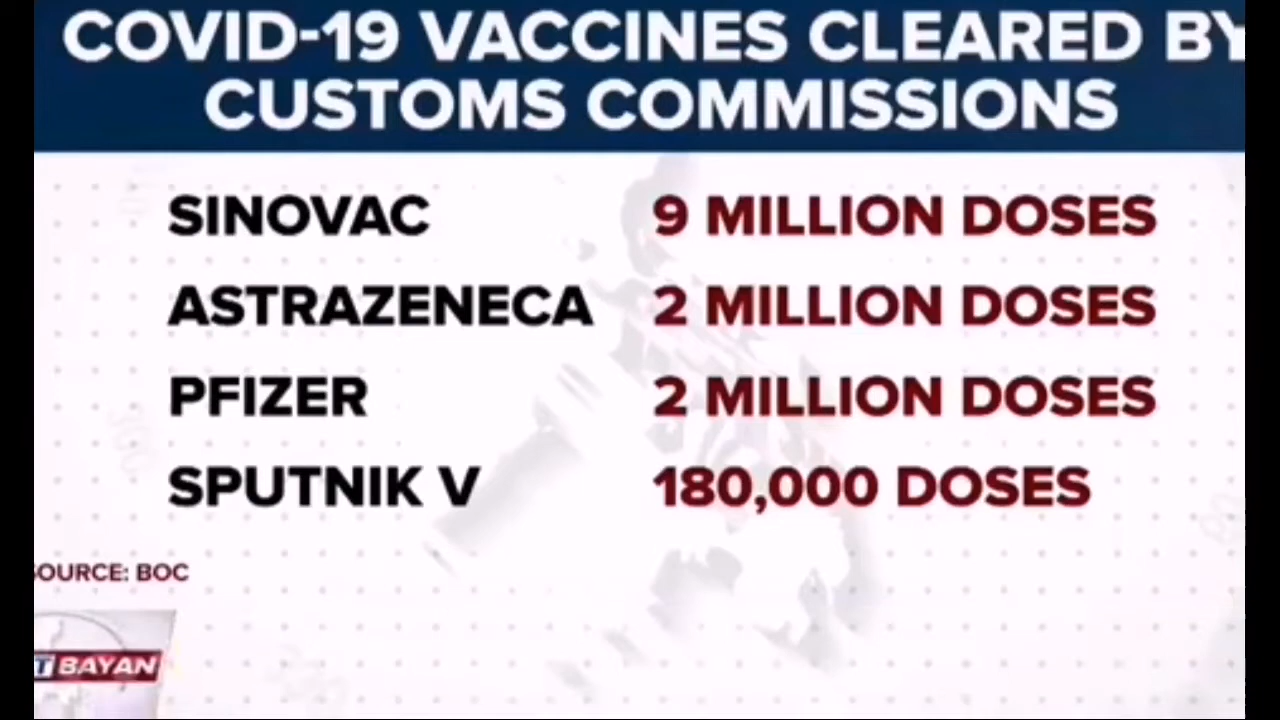 COVID-19 VACCINES CLEARED BY
CUSTOMS COMMISSIONS
SINOVAC 9 MILLION DOSES
ASTRAZENECA 2 MILLION DOSES
PFIZER 2 MILLION DOSES
SPUTNIK V 180,000 DOSES
SOURCE: BOC
T BAYAN